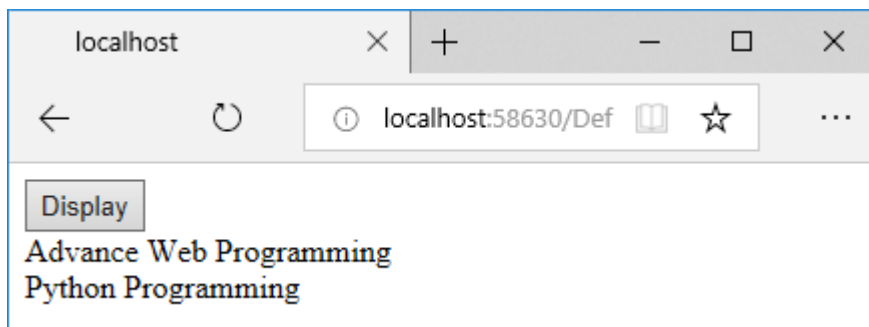 localhost
localhost:58630/Def
Display
Advance Web Programming
Python Programming